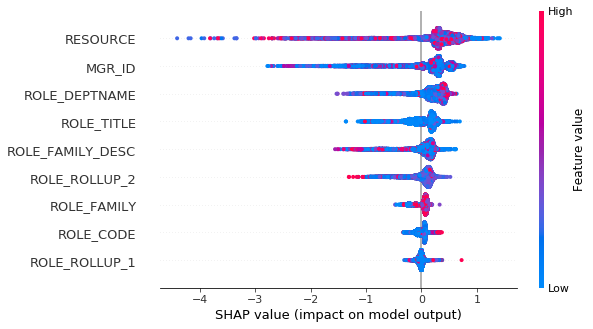 High
RESOURCE
MGR_ID
ROLE_DEPTNAME
ROLE_TITLE
ROLE_FAMILY_DESC
ROLE_ROLLUP_2
ROLE_FAMILY
ROLE_CODE
ROLE_ROLLUP_1
Feature value
Low
−4 −3 −2 −1 0 1
SHAP value (impact on model output)